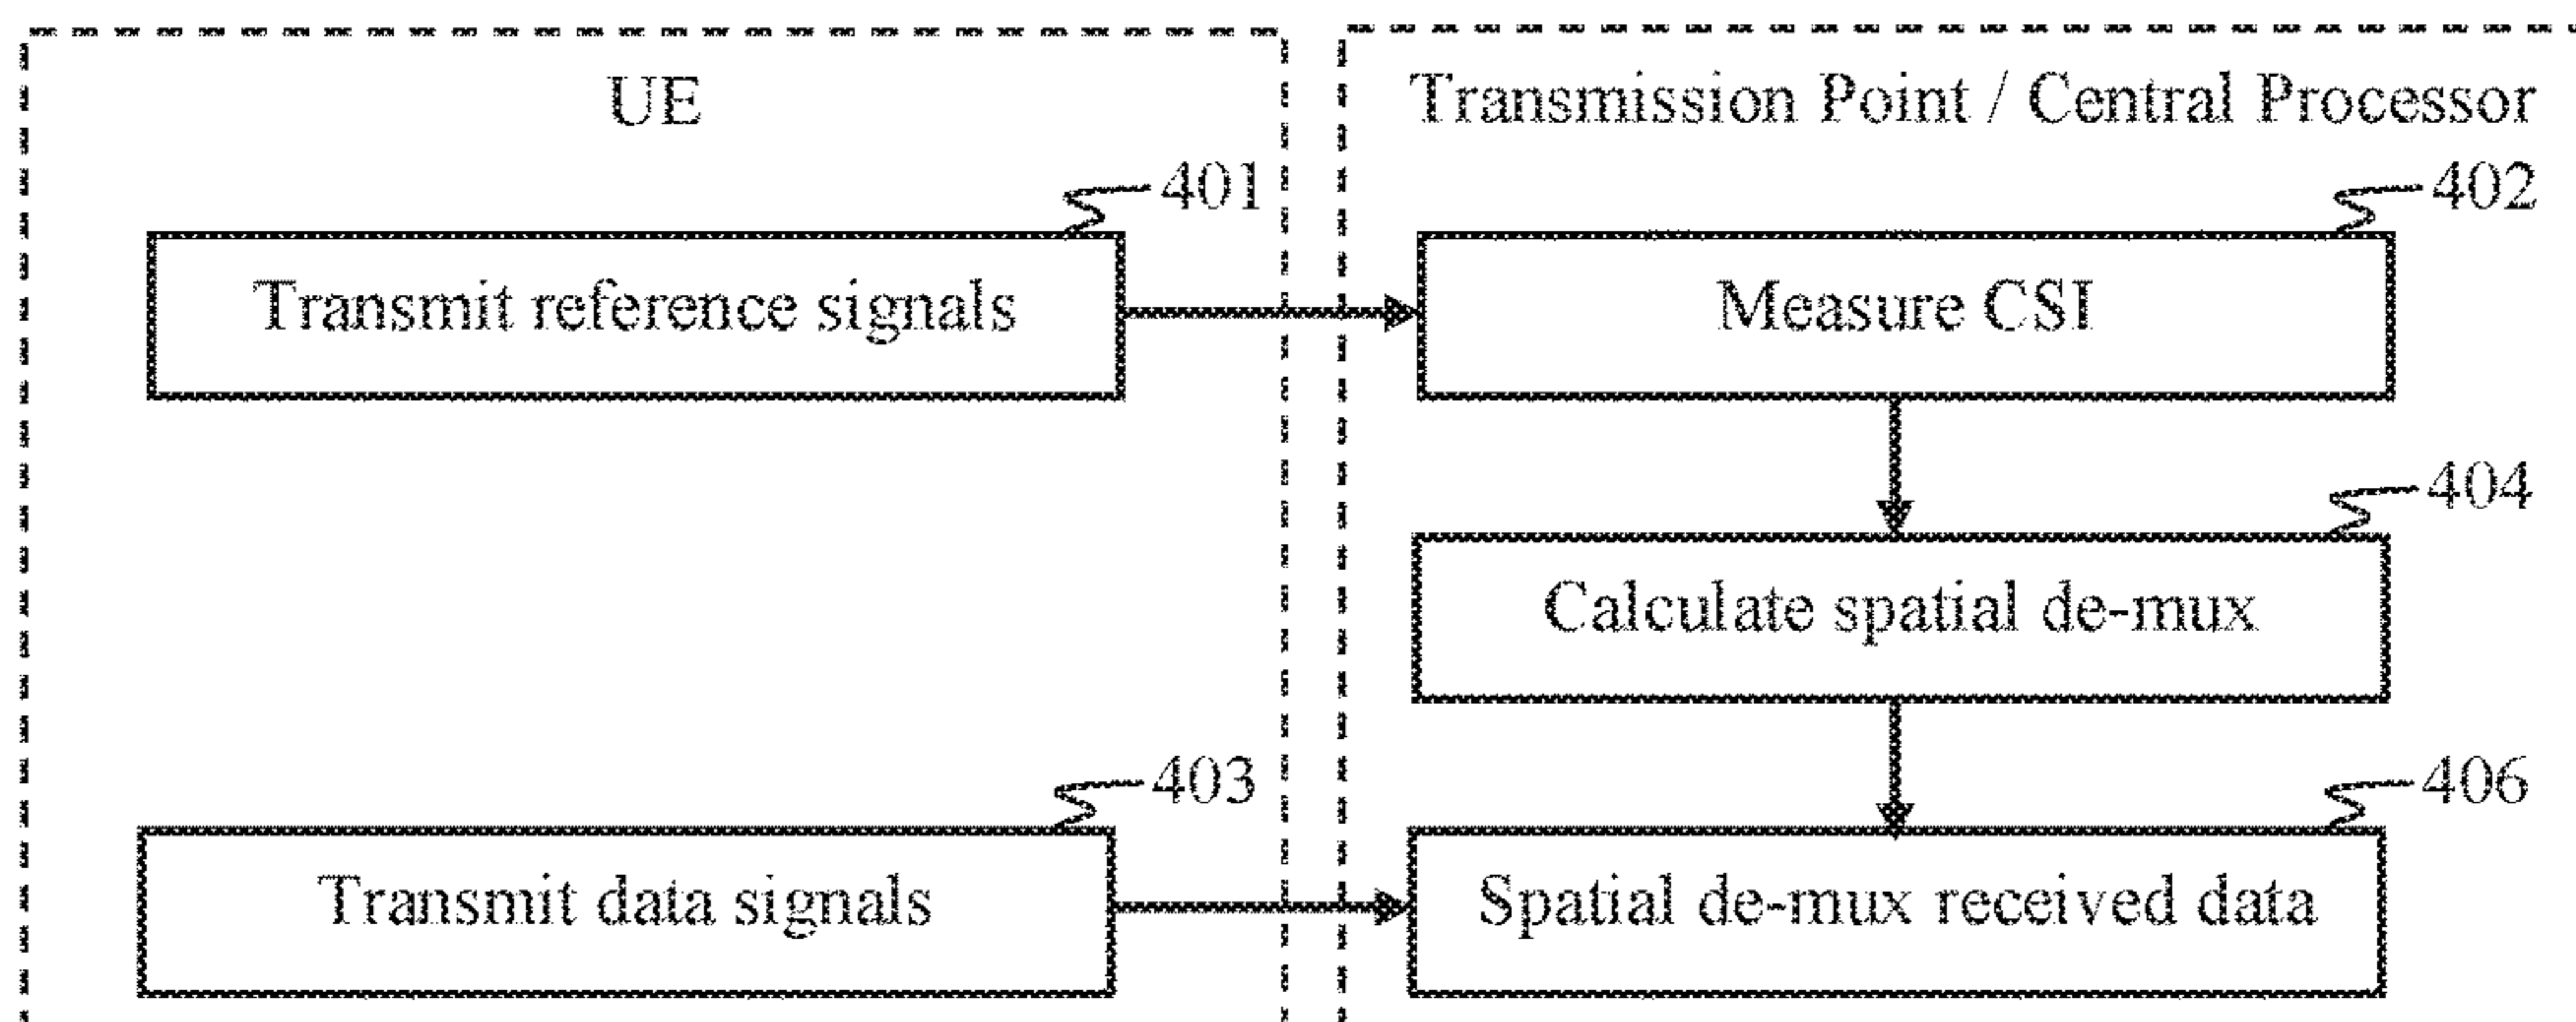 UE
Transmission Point / Central Processor
401
402
Transmit reference signals
Measure CSI
404
Calculate spatial de-mux
403
406
Transmit data signals
Spatial de-mux received data